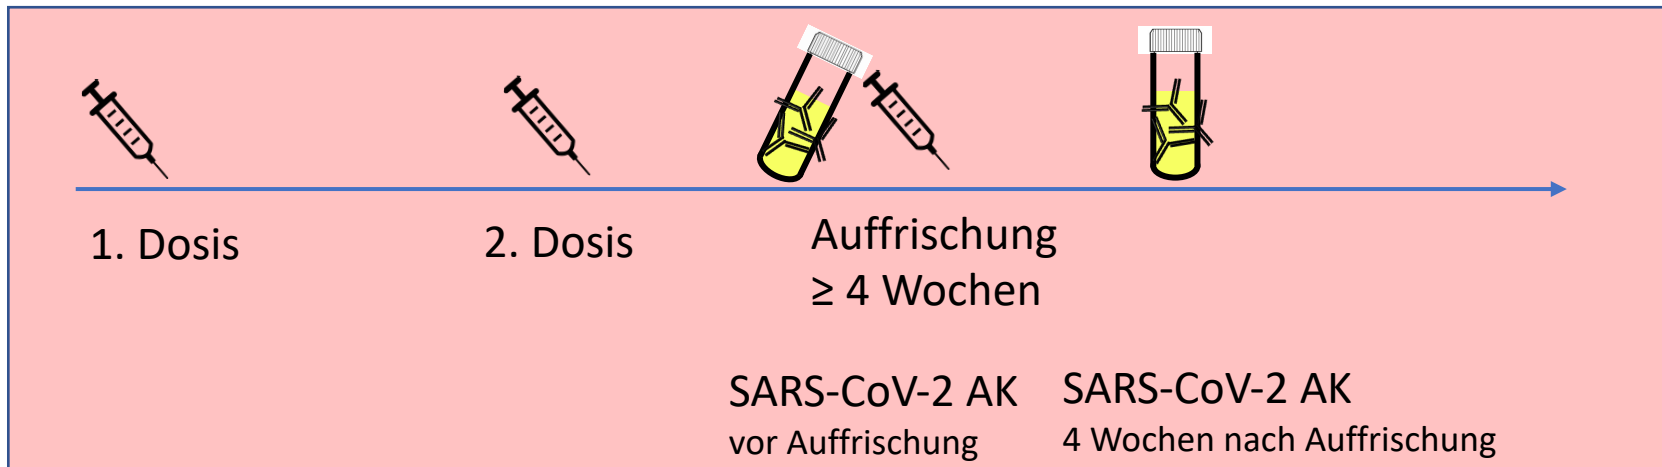 1. Dosis
2. Dosis
Auffrischung
≥ 4 Wochen
SARS-CoV-2 AK
vor Auffrischung
SARS-CoV-2 AK
4 Wochen nach Auffrischung